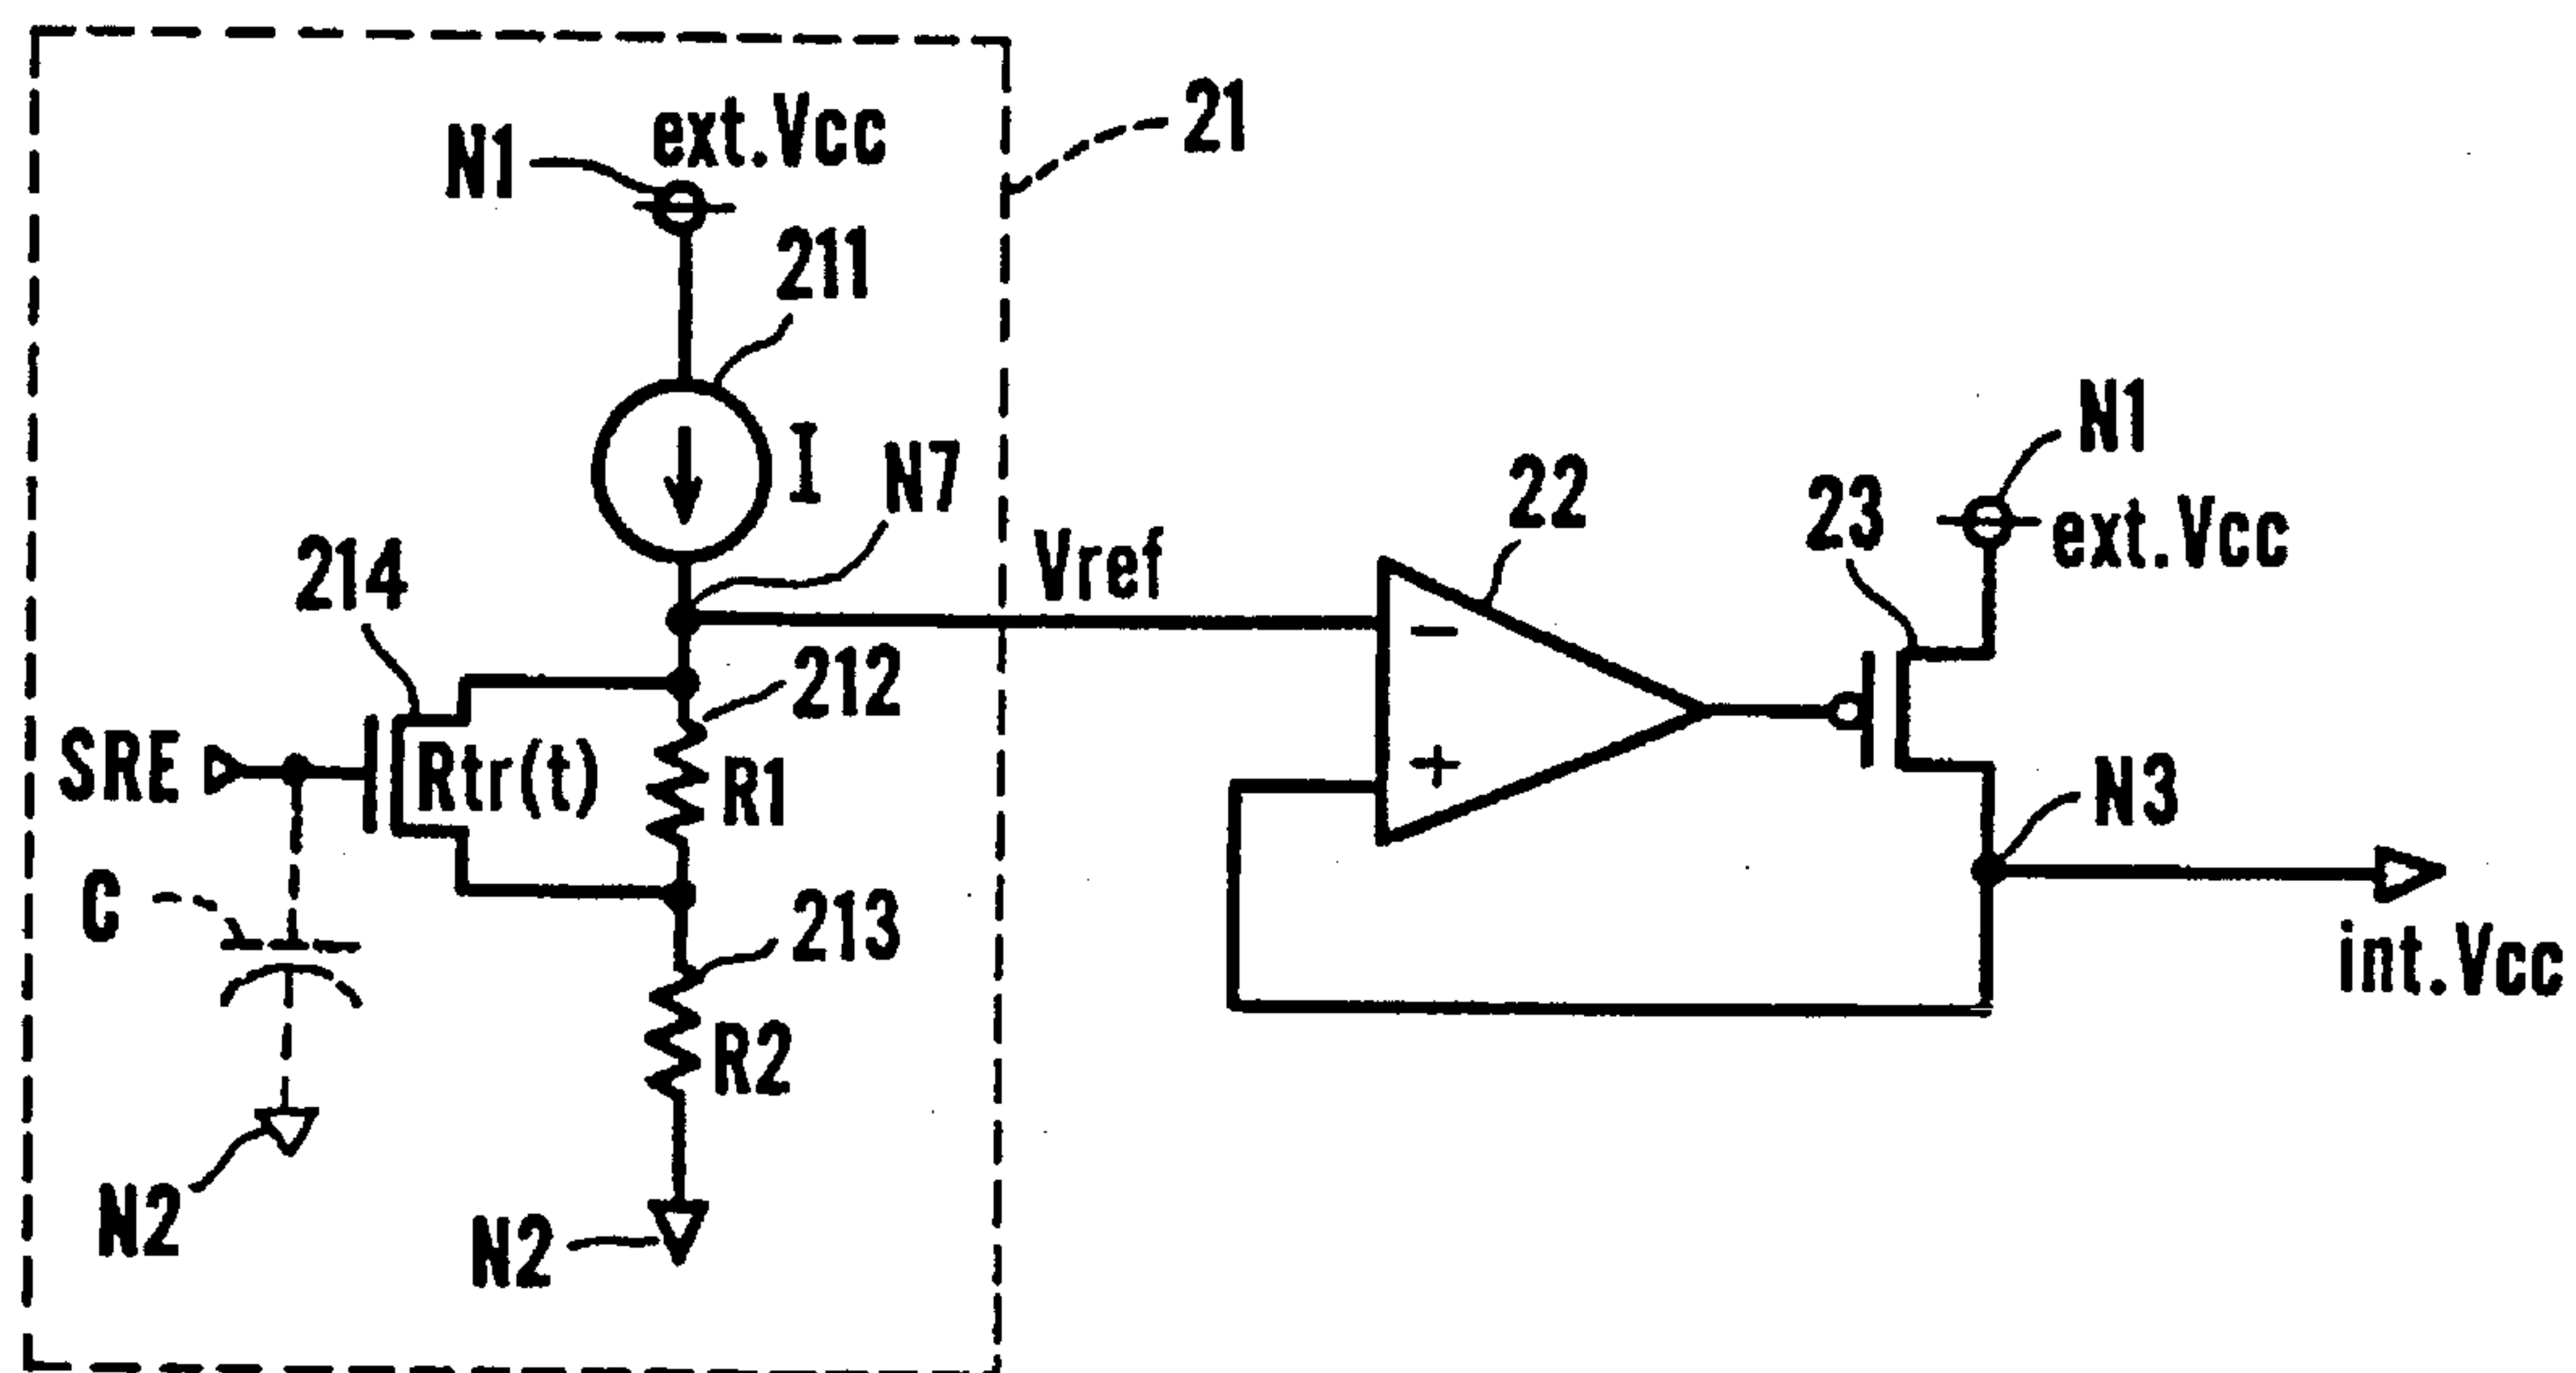 21
N1
ext.Vcc
211
I
N7
N1
22
23
ext.Vcc
Vref
214
212
−
SRE
Rtr(t)
R1
+
N3
C
213
int.Vcc
R2
N2
N2